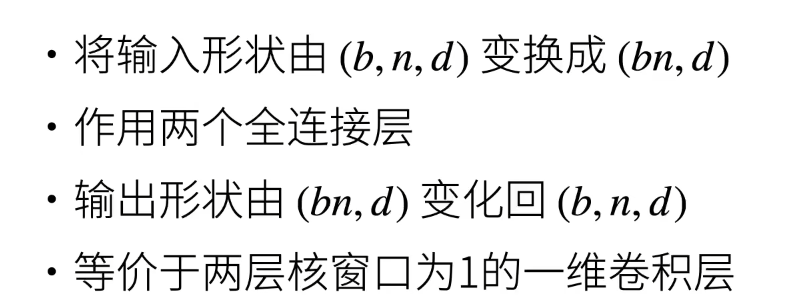 • 将输入形状由 (b, n, d) 变换成 (bn, d)
• 作用两个全连接层
• 输出形状由 (bn, d) 变化回 (b, n, d)
• 等价于两层核窗口为1的一维卷积层